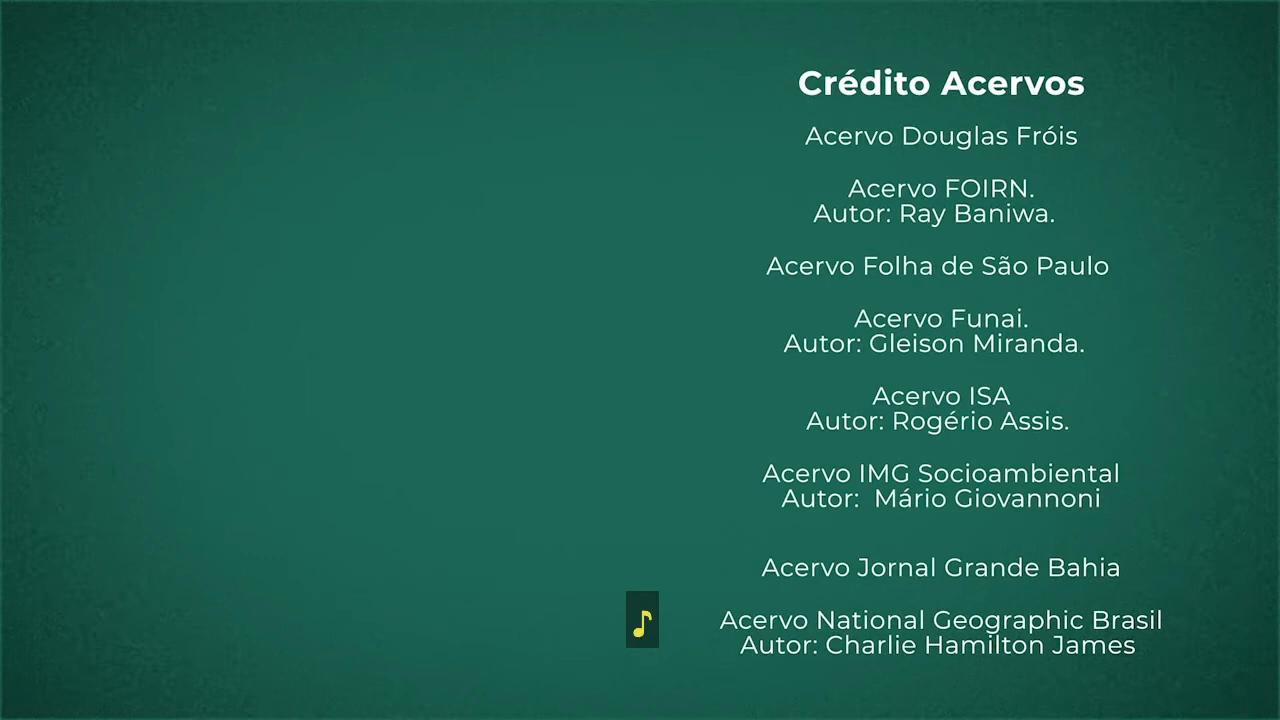 Crédito Acervos
Acervo Douglas Fróis
Acervo FOIRN.
Autor: Ray Baniwa.
Acervo Folha de São Paulo
Acervo Funai.
Autor: Gleison Miranda.
Acervo ISA
Autor: Rogério Assis.
Acervo IMG Socioambiental
Autor:  Mário Giovannoni
Acervo Jornal Grande Bahia
♪
Acervo National Geographic Brasil
Autor: Charlie Hamilton James